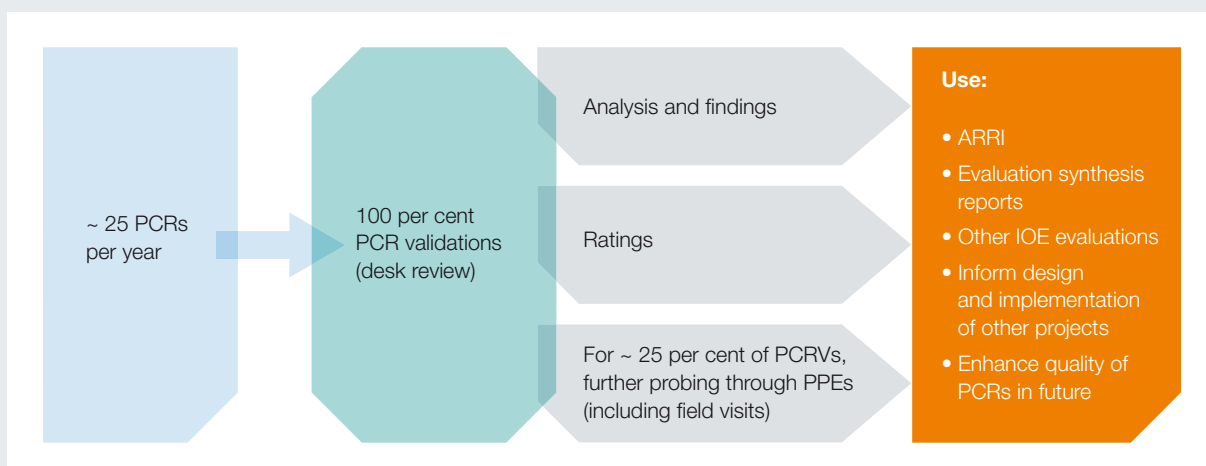 ~ 25 PCRs
per year
100 per cent
PCR validations
(desk review)
Analysis and findings
Ratings
For ~ 25 per cent of PCRVs,
further probing through PPEs
(including field visits)
Use:
• ARRI
• Evaluation synthesis
reports
• Other IOE evaluations
• Inform design
and implementation
of other projects
• Enhance quality of
PCRs in future